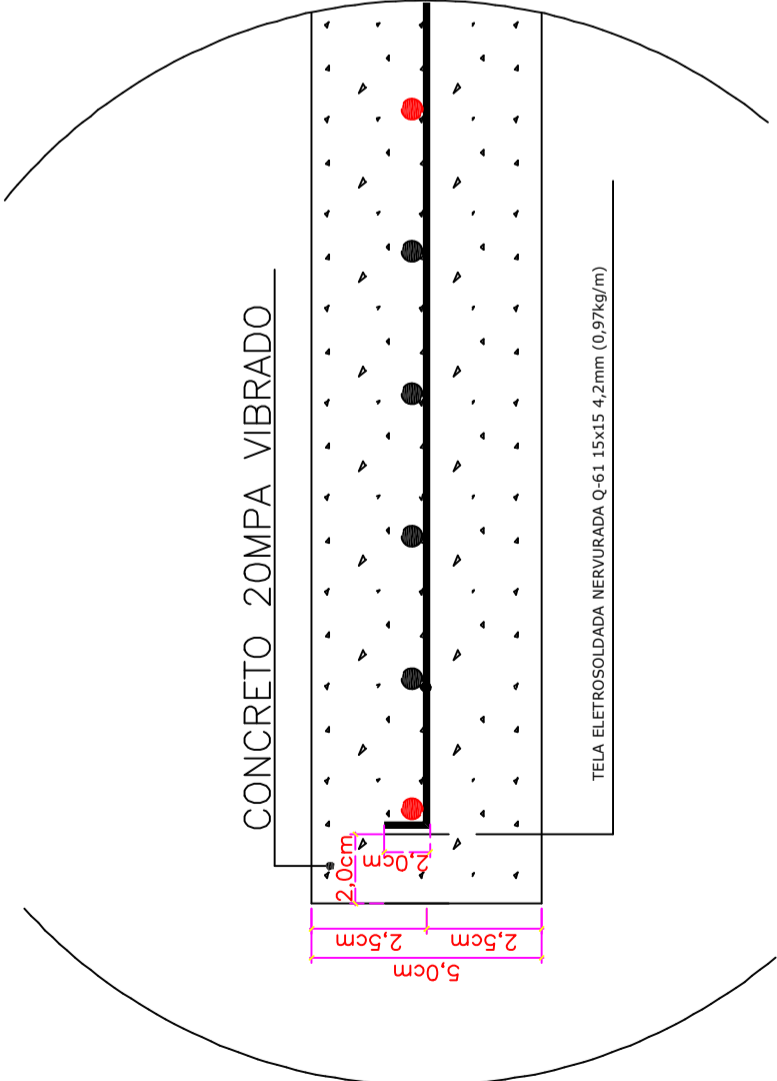 CONCRETO 20MPA VIBRADO
TELA ELETROSOLDADA NERVURADA Q-61 15x15 4,2mm (0,97kg/m)
2,0cm
2,0cm
2,5cm
2,5cm
5,0cm